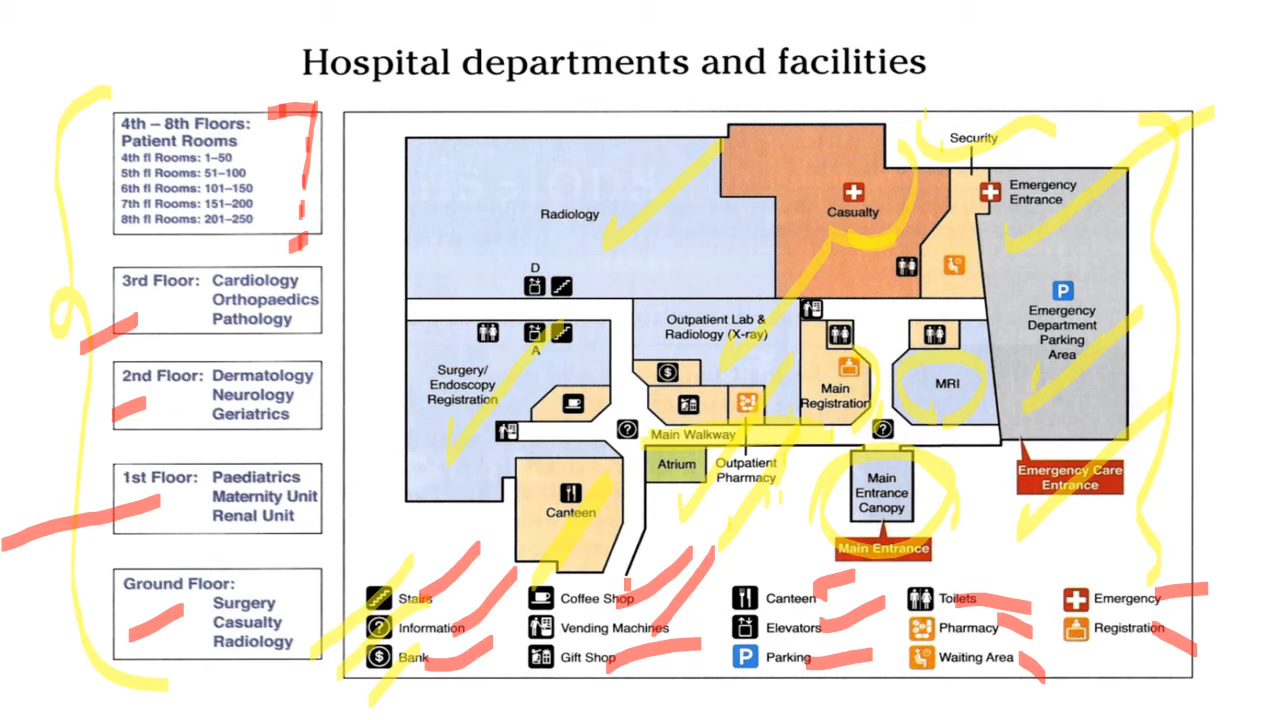 Hospital departments and facilities
4th – 8th Floors:
Patient Rooms
4th fl Rooms: 1–50
5th fl Rooms: 51–100
6th fl Rooms: 101–150
7th fl Rooms: 151–200
8th fl Rooms: 201–250
3rd Floor: Cardiology
Orthopaedics
Pathology
2nd Floor: Dermatology
Neurology
Geriatrics
1st Floor: Paediatrics
Maternity Unit
Renal Unit
Ground Floor:
Surgery
Casualty
Radiology
Security
Emergency
Entrance
Radiology
Casualty
D
P
Emergency
Department
Parking
Area
Outpatient Lab &
Radiology (X-ray)
A
Surgery/
Endoscopy
Registration
$
Main
Registration
MRI
?
Main Walkway
?
Atrium
Outpatient
Pharmacy
Main
Entrance
Canopy
Emergency Care
Entrance
Canteen
Main Entrance
Stairs
Coffee Shop
Canteen
Toilets
Emergency
? Information
Vending Machines
Elevators
Pharmacy
Registration
$ Bank
Gift Shop
P Parking
Waiting Area